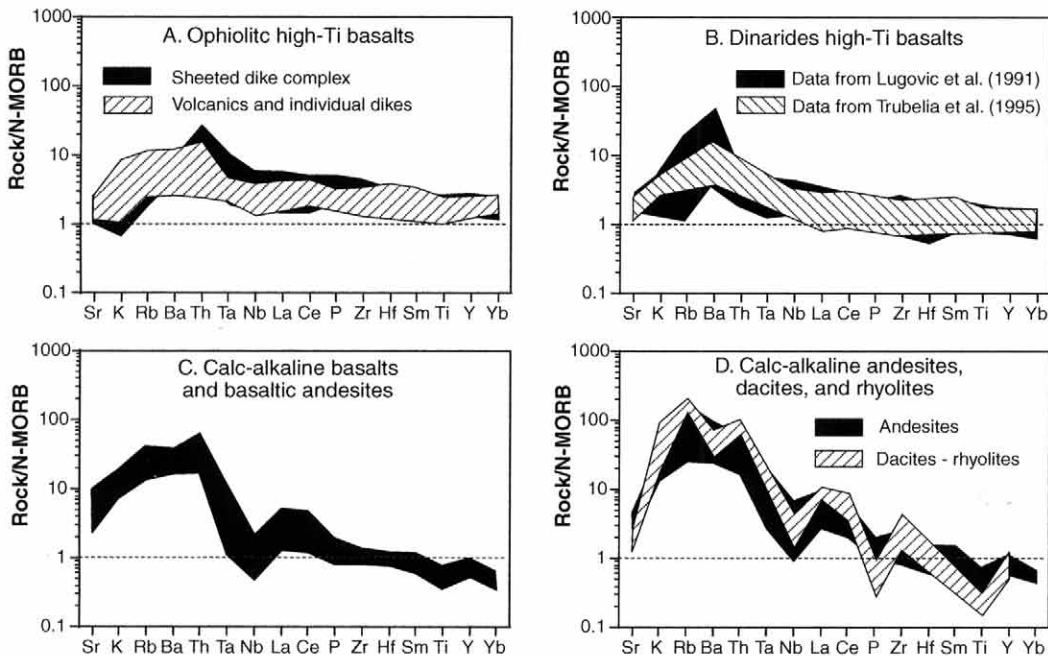 A. Ophiolitc high-Ti basalts
Sheeted dike complex
Volcanics and individual dikes
Rock/N-MORB
1000
100
10
1
0.1
Sr K Rb Ba Th Ta Nb La Ce P Zr Hf Sm Ti Y Yb
B. Dinarides high-Ti basalts
Data from Lugovic et al. (1991)
Data from Trubelia et al. (1995)
Rock/N-MORB
1000
100
10
1
0.1
Sr K Rb Ba Th Ta Nb La Ce P Zr Hf Sm Ti Y Yb
C. Calc-alkaline basalts
and basaltic andesites
Rock/N-MORB
1000
100
10
1
0.1
Sr K Rb Ba Th Ta Nb La Ce P Zr Hf Sm Ti Y Yb
D. Calc-alkaline andesites,
dacites, and rhyolites
Andesites
Dacites - rhyolites
Rock/N-MORB
1000
100
10
1
0.1
Sr K Rb Ba Th Ta Nb La Ce P Zr Hf Sm Ti Y Yb